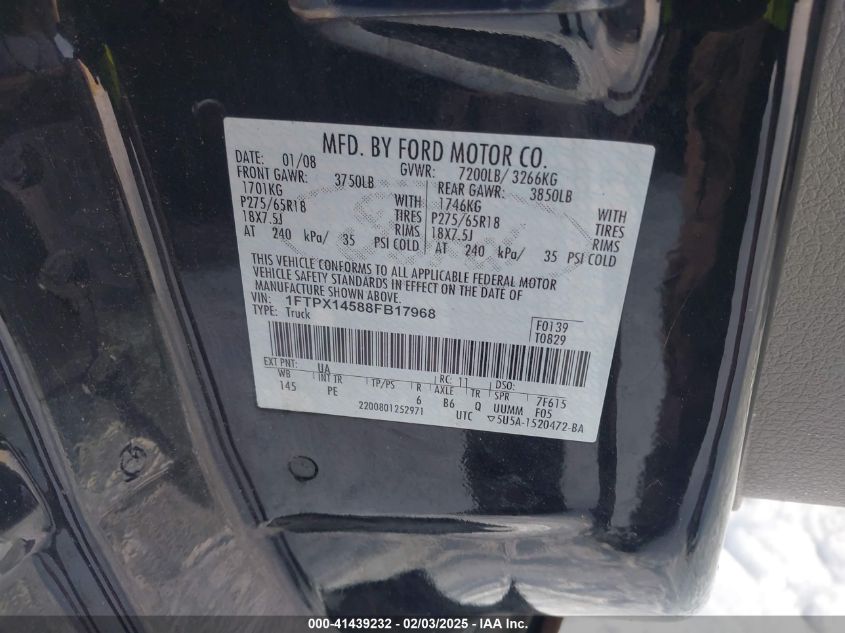 MFD. BY FORD MOTOR CO.
DATE: 01/08 GVWR: 7200LB/ 3266KG
FRONT GAWR: 3750LB REAR GAWR: 3850LB
1701KG WITH 1746KG WITH
P275/65R18 TIRES P275/65R18 TIRES
18X7.5J RIMS 18X7.5J RIMS
AT 240 kPa/ 35 PSI COLD AT 240 kPa/ 35 PSI COLD
THIS VEHICLE CONFORMS TO ALL APPLICABLE FEDERAL MOTOR
VEHICLE SAFETY STANDARDS IN EFFECT ON THE DATE OF
MANUFACTURE SHOWN ABOVE.
VIN: 1FTPX14588FB17968
TYPE: Truck
F0139
T0829
EXT PNT: UA RC: 11 DSO:
WB INT TR TP/PS R AXLE TR SPR 7F615
145 PE 6 B6 Q UUMM F05
2200801252971 UTC ▽5U5A-1520472-BA
000-41439232 - 02/03/2025 - IAA Inc.